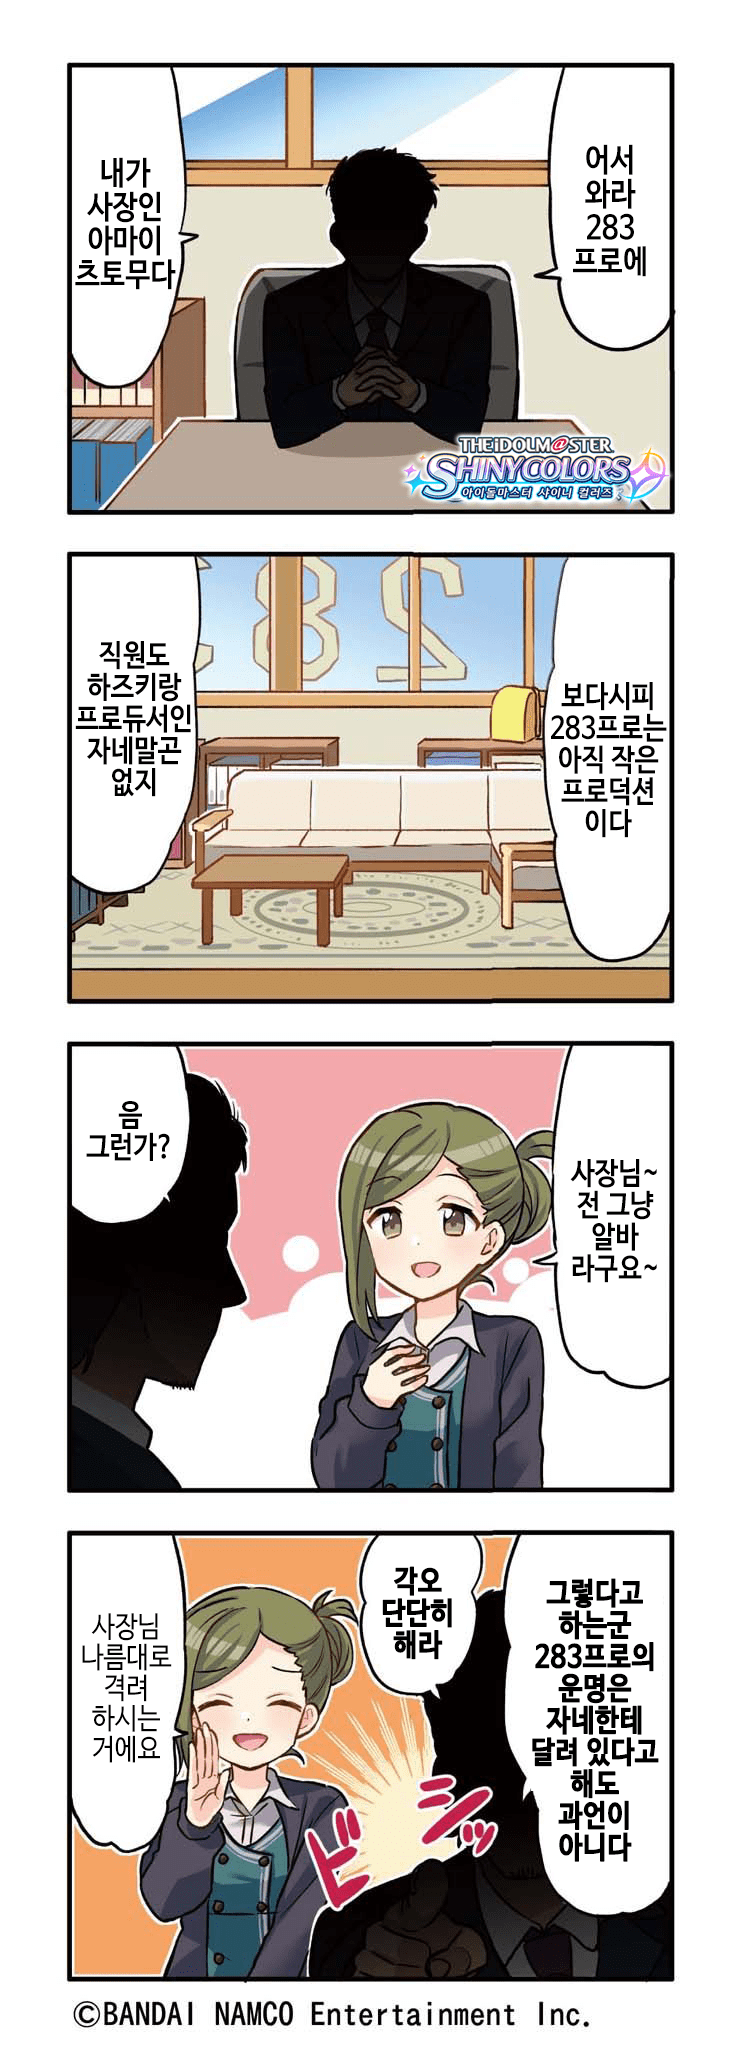 어서
와라
283
프로에
내가
사장인
아마이
츠토무다
THE iDOLM@STER
SHINYCOLORS
아이돌마스터 샤이니 컬러즈
283
보다시피
283프로는
아직 작은
프로덕션
이다
직원도
하즈키랑
프로듀서인
자네말곤
없지
사장님~
전 그냥
알바
라구요~
음
그런가?
그렇다고
하는군
283프로의
운명은
자네한테
달려 있다고
해도
과언이
아니다
각오
단단히
해라
ビシッ
사장님
나름대로
격려
하시는
거에요
©BANDAI NAMCO Entertainment Inc.